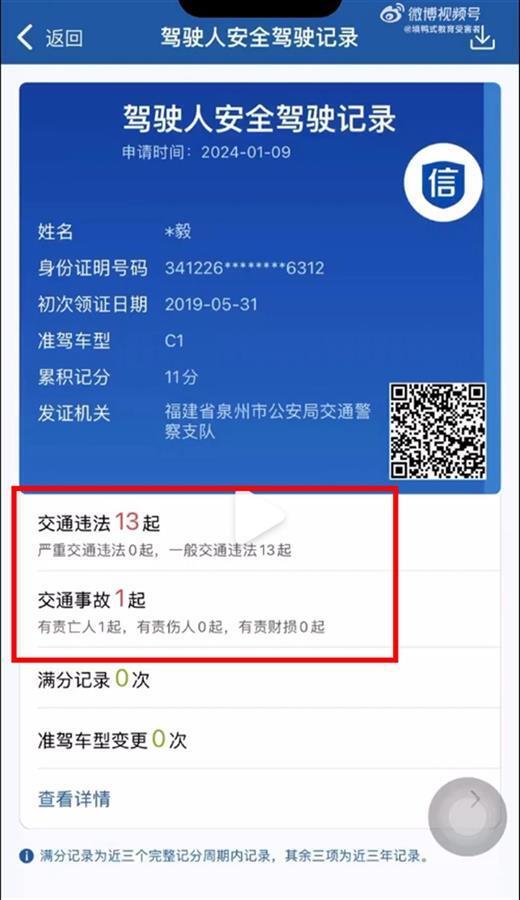 微博视频号
@填鸭式教育受害者
返回
驾驶人安全驾驶记录
驾驶人安全驾驶记录
申请时间：2024-01-09
信
姓名 *毅
身份证明号码 341226********6312
初次领证日期 2019-05-31
准驾车型 C1
累积记分 11分
发证机关 福建省泉州市公安局交通警
察支队
交通违法13起
严重交通违法0起，一般交通违法13起
交通事故1起
有责亡人1起，有责伤人0起，有责财损0起
满分记录0次
准驾车型变更0次
查看详情
满分记录为近三个完整记分周期内记录，其余三项为近三年记录。